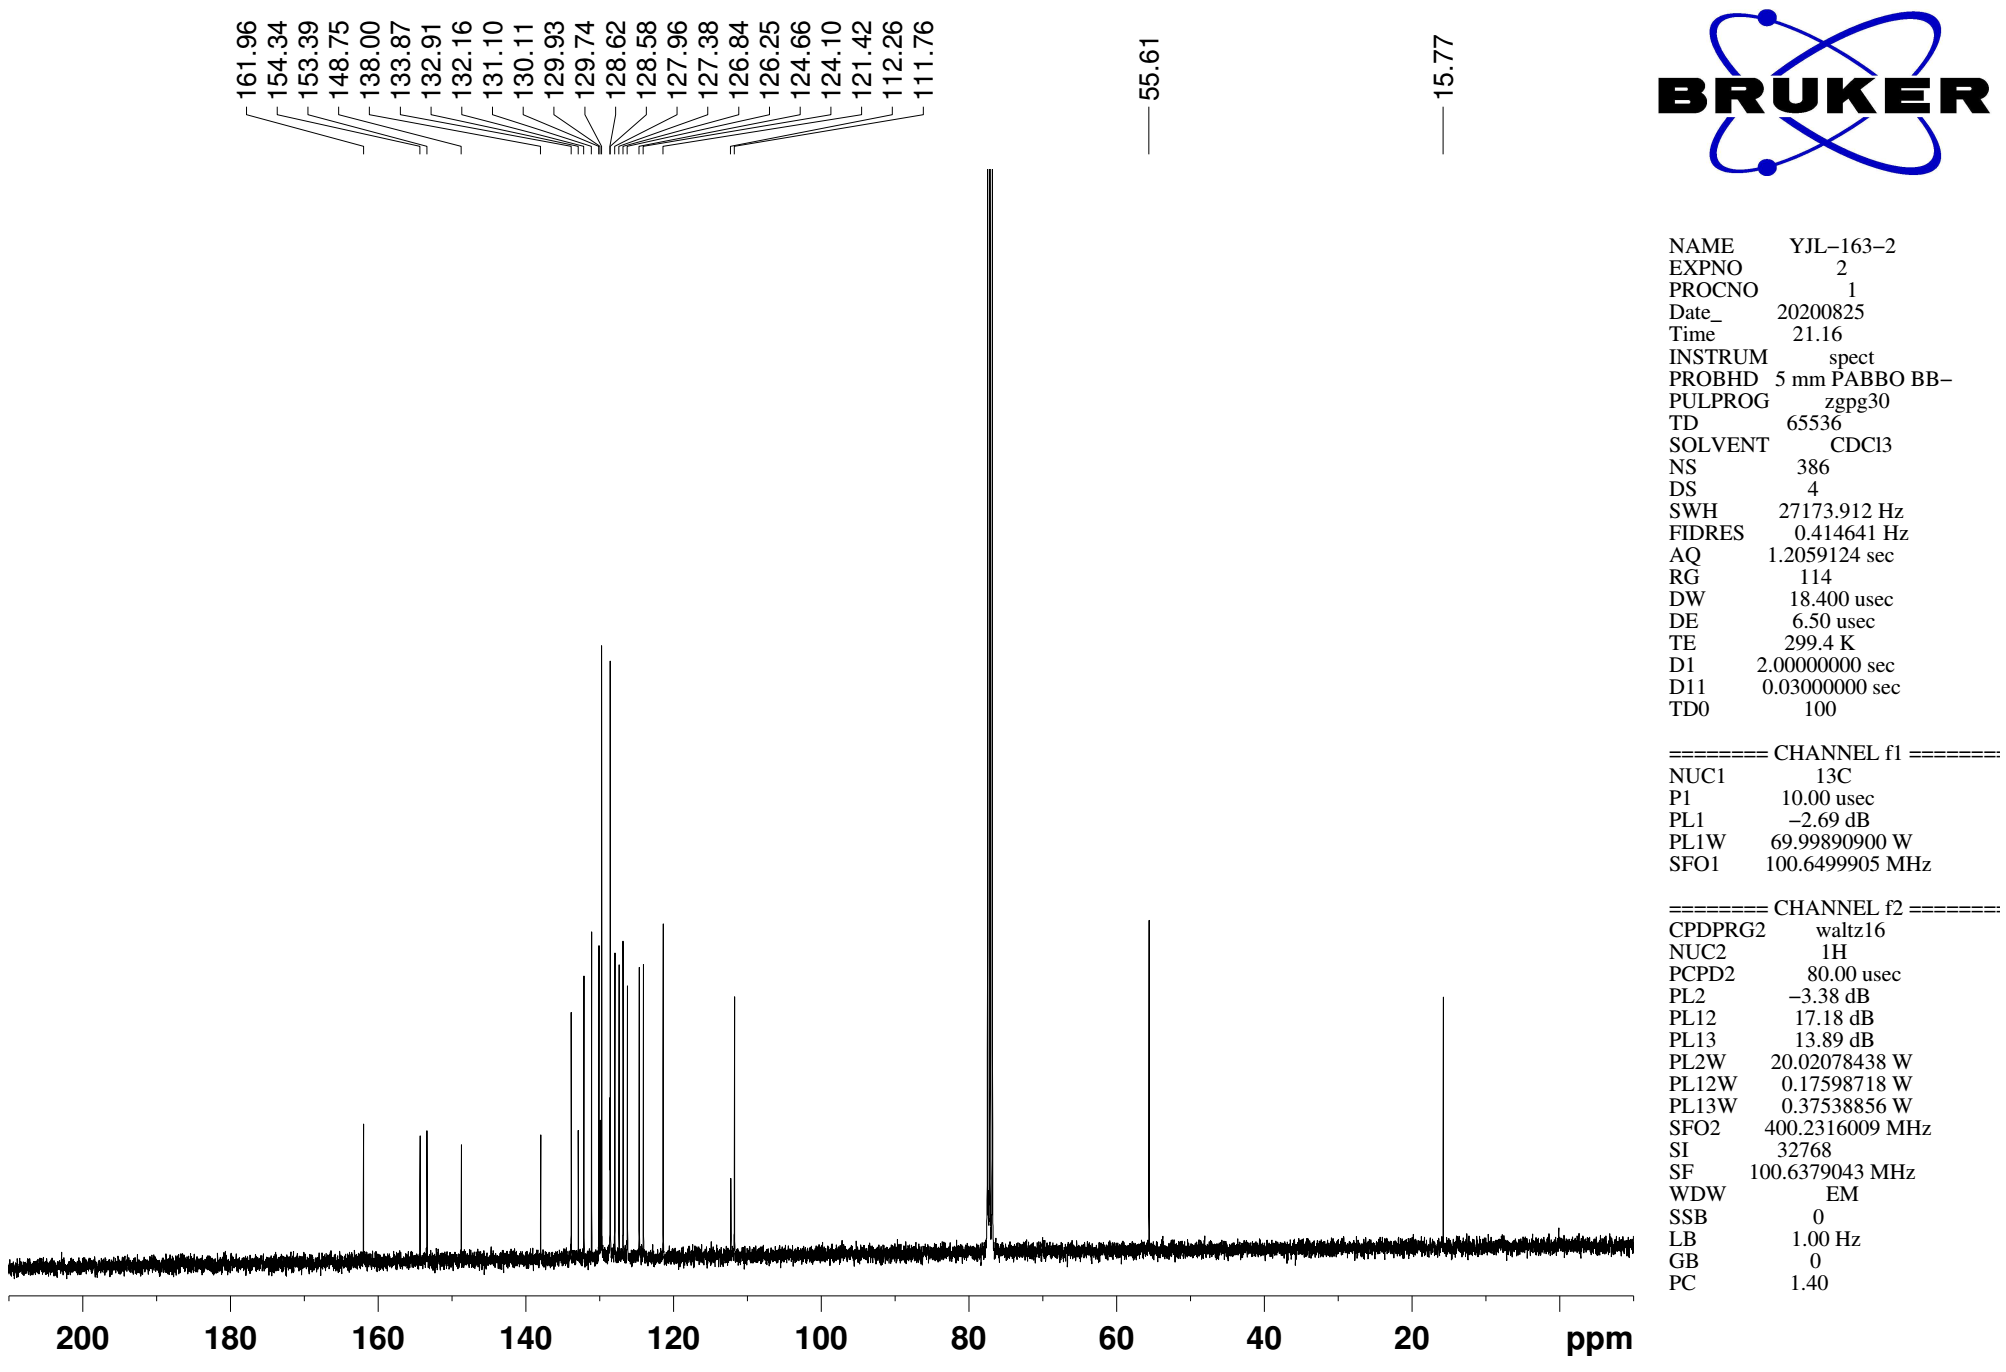 161.96
154.34
153.39
148.75
138.00
133.87
132.91
132.16
131.10
130.11
129.93
129.74
128.62
128.58
127.96
127.38
126.84
126.25
124.66
124.10
121.42
112.26
111.76
55.61
15.77
BRUKER
NAME YJL−163−2
EXPNO 2
PROCNO 1
Date_ 20200825
Time 21.16
INSTRUM spect
PROBHD 5 mm PABBO BB−
PULPROG zgpg30
TD 65536
SOLVENT CDCl3
NS 386
DS 4
SWH 27173.912 Hz
FIDRES 0.414641 Hz
AQ 1.2059124 sec
RG 114
DW 18.400 usec
DE 6.50 usec
TE 299.4 K
D1 2.00000000 sec
D11 0.03000000 sec
TD0 100
======== CHANNEL f1 ========
NUC1 13C
P1 10.00 usec
PL1 −2.69 dB
PL1W 69.99890900 W
SFO1 100.6499905 MHz
======== CHANNEL f2 ========
CPDPRG2 waltz16
NUC2 1H
PCPD2 80.00 usec
PL2 −3.38 dB
PL12 17.18 dB
PL13 13.89 dB
PL2W 20.02078438 W
PL12W 0.17598718 W
PL13W 0.37538856 W
SFO2 400.2316009 MHz
SI 32768
SF 100.6379043 MHz
WDW EM
SSB 0
LB 1.00 Hz
GB 0
PC 1.40
200 180 160 140 120 100 80 60 40 20 ppm